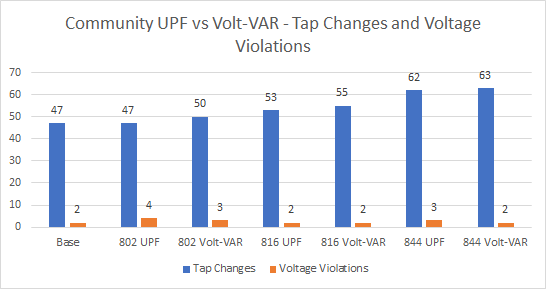 Community UPF vs Volt-VAR - Tap Changes and Voltage
Violations
70
60
50
40
30
20
10
0
47
2
47
4
50
3
53
2
55
2
62
3
63
2
Base
802 UPF
802 Volt-VAR
816 UPF
816 Volt-VAR
844 UPF
844 Volt-VAR
Tap Changes
Voltage Violations